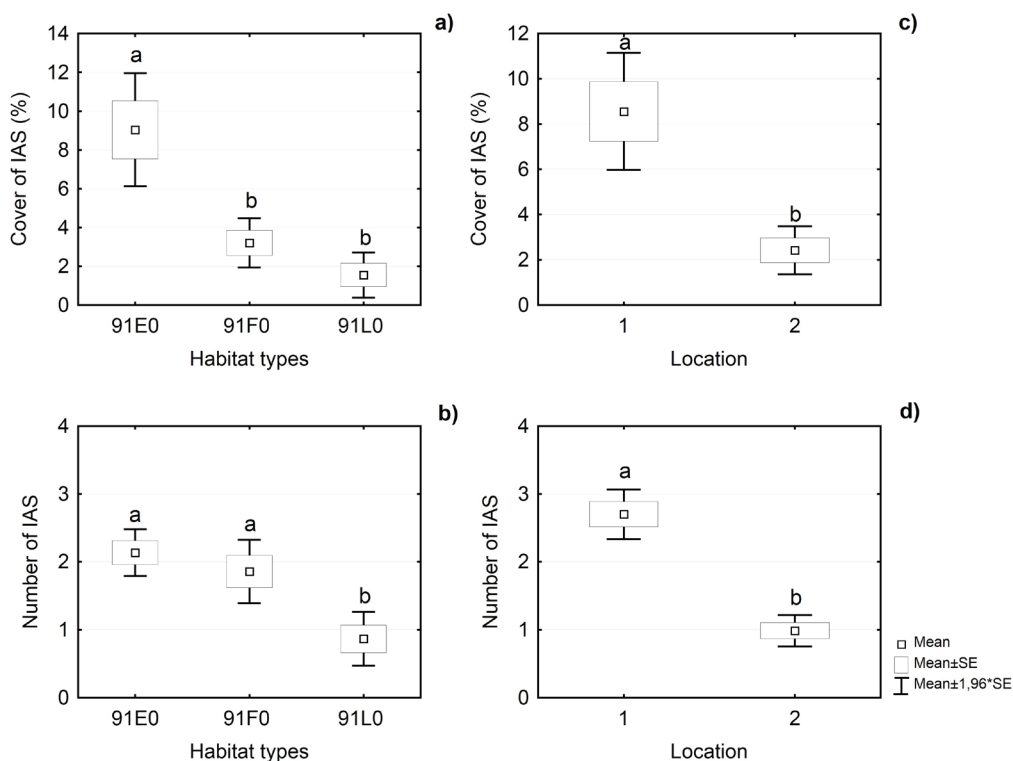 a)
14
12
10
8
6
4
2
0
Cover of IAS (%)
a
b
b
91E0 91F0 91L0
Habitat types
c)
12
10
8
6
4
2
0
Cover of IAS (%)
a
b
1 2
Location
b)
4
3
2
1
0
Number of IAS
a
a
b
91E0 91F0 91L0
Habitat types
d)
4
3
2
1
0
Number of IAS
a
b
1 2
Location
Mean
Mean±SE
Mean±1,96*SE